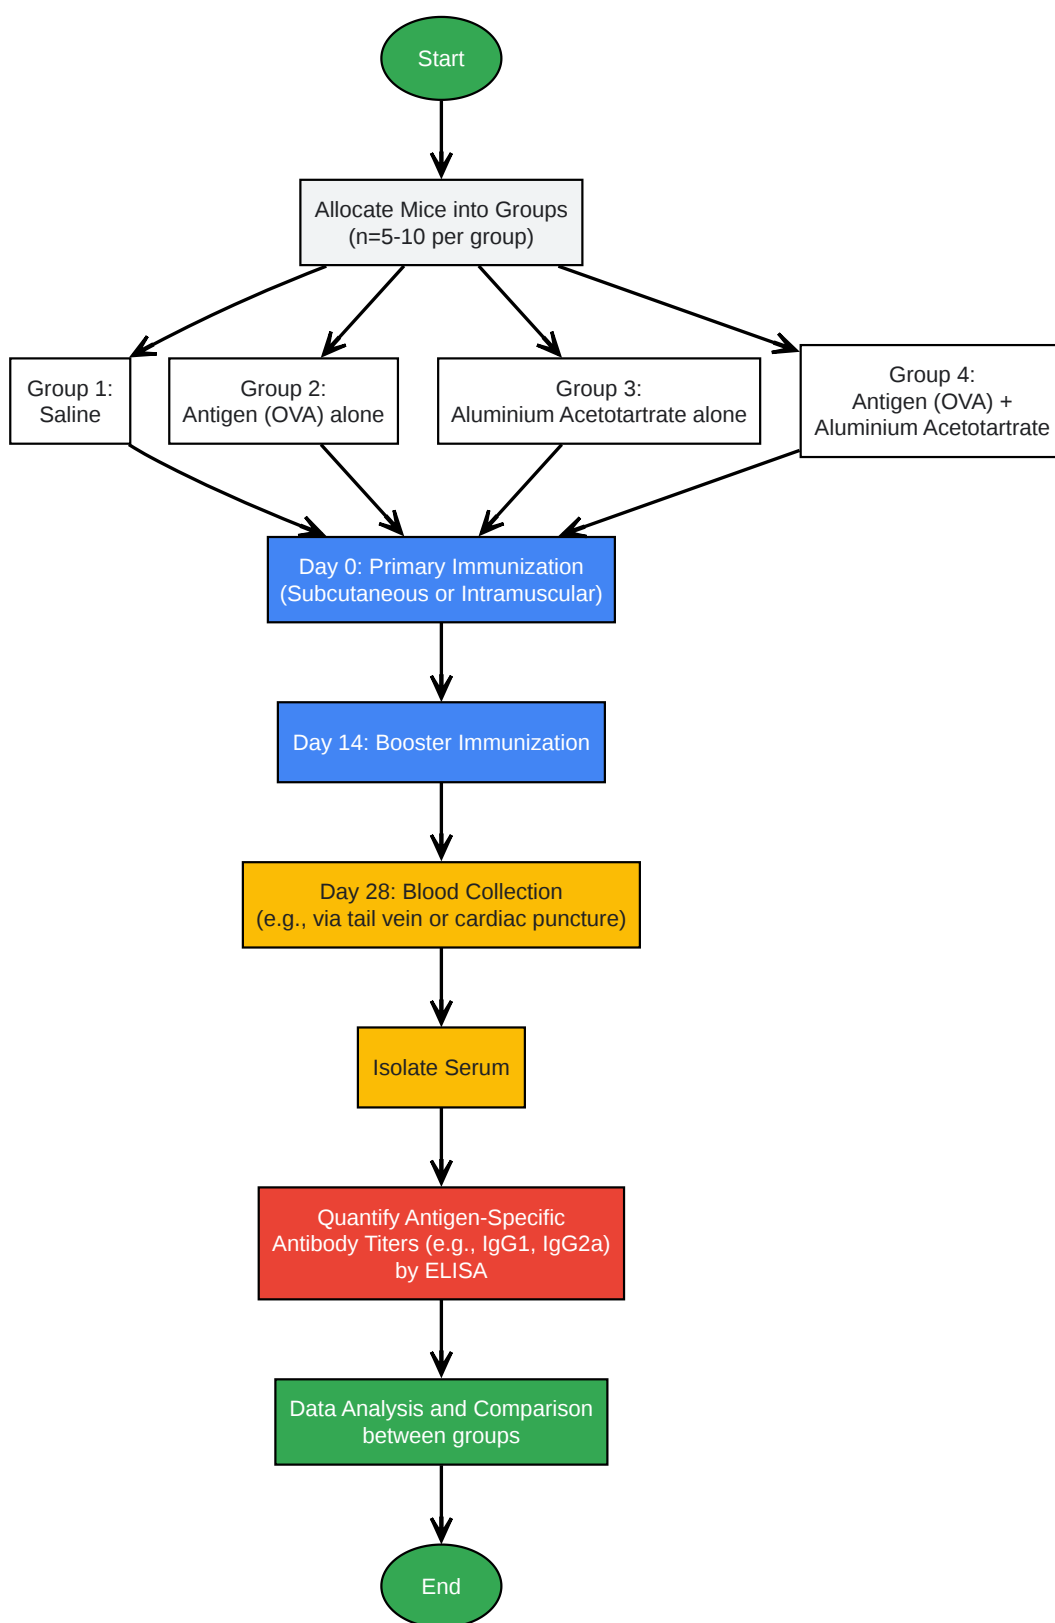 Start
Allocate Mice into Groups
(n=5-10 per group)
Group 1:
Saline
Group 2:
Antigen (OVA) alone
Group 3:
Aluminium Acetotartrate alone
Group 4:
Antigen (OVA) +
Aluminium Acetotartrate
Day 0: Primary Immunization
(Subcutaneous or Intramuscular)
Day 14: Booster Immunization
Day 28: Blood Collection
(e.g., via tail vein or cardiac puncture)
Isolate Serum
Quantify Antigen-Specific
Antibody Titers (e.g., IgG1, IgG2a)
by ELISA
Data Analysis and Comparison
between groups
End